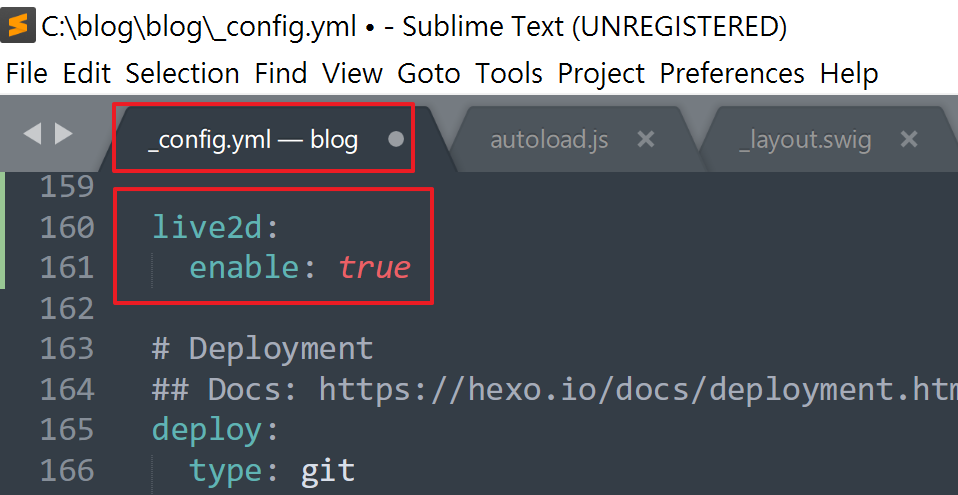 C:\blog\blog\_config.yml • - Sublime Text (UNREGISTERED)
File Edit Selection Find View Goto Tools Project Preferences Help
_config.yml — blog autoload.js _layout.swig
159
160 live2d:
161 enable: true
162
163 # Deployment
164 ## Docs: https://hexo.io/docs/deployment.htm
165 deploy:
166 type: git